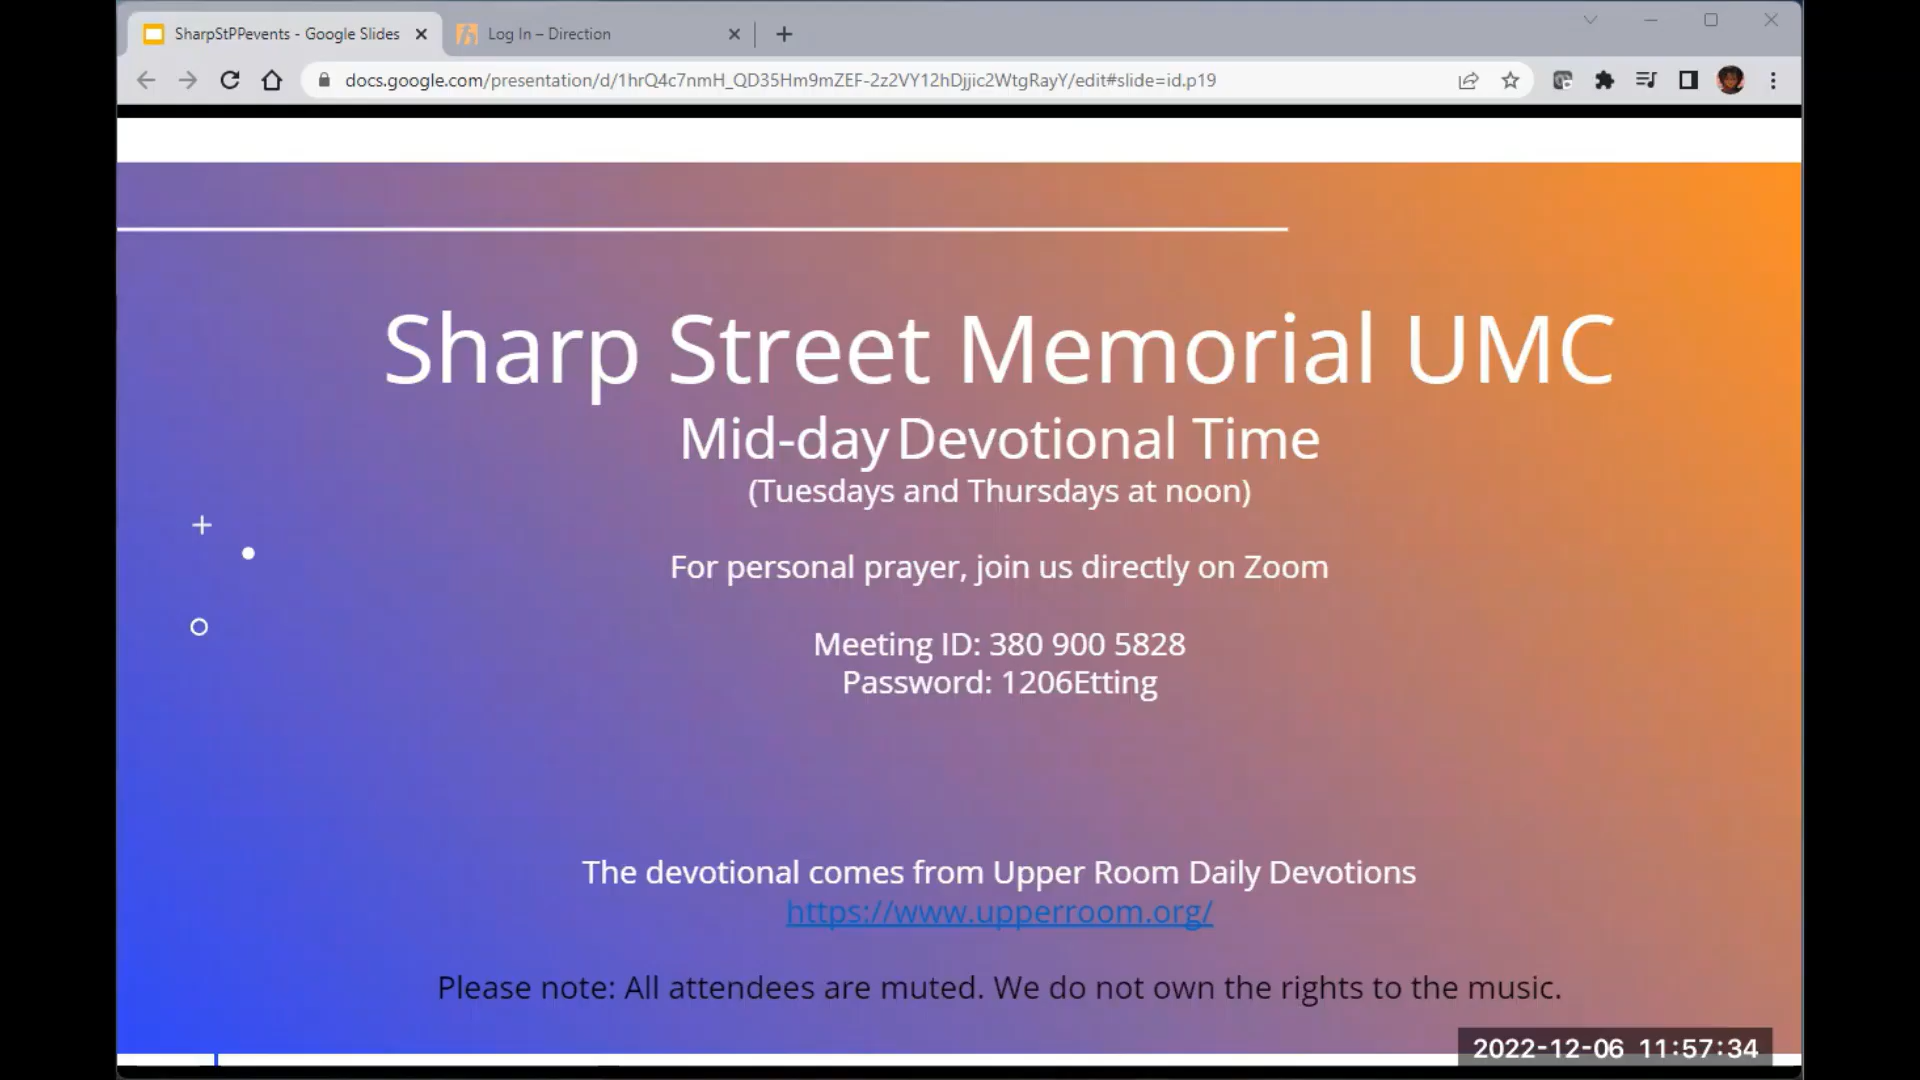 SharpStPPevents - Google Slides
Log In – Direction
docs.google.com/presentation/d/1hrQ4c7nmH_QD35Hm9mZEF-2z2VY12hDjjic2WtgRayY/edit#slide=id.p19
Sharp Street Memorial UMC
Mid-day Devotional Time
(Tuesdays and Thursdays at noon)
For personal prayer, join us directly on Zoom
Meeting ID: 380 900 5828
Password: 1206Etting
The devotional comes from Upper Room Daily Devotions
https://www.upperroom.org/
Please note: All attendees are muted. We do not own the rights to the music.
2022-12-06 11:57:34